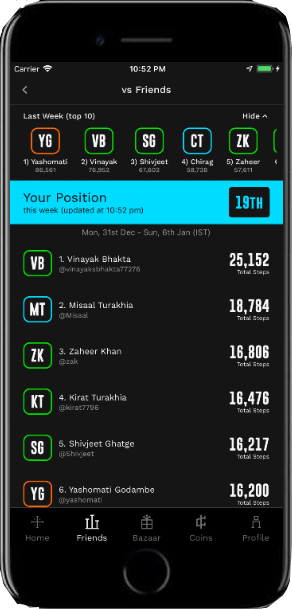 Carrier 10:52 PM
vs Friends
Last Week (top 10) Hide
YG VB SG CT ZK
1) Yashomati 2) Vinayak 3) Shivjeet 4) Chirag 5) Zaheer
86,561 76,952 67,602 58,738 57,611
Your Position
this week (updated at 10:52 pm)
19TH
Mon, 31st Dec - Sun, 6th Jan (IST)
VB 1. Vinayak Bhakta 25,152
@vinayaksbhakta77276 Total Steps
MT 2. Misaal Turakhia 18,784
@Misaal Total Steps
ZK 3. Zaheer Khan 16,806
@zak Total Steps
KT 4. Kirat Turakhia 16,476
@kirat7796 Total Steps
SG 5. Shivjeet Ghatge 16,217
@Shivjeet Total Steps
YG 6. Yashomati Godambe 16,200
@yashomati Total Steps
Home Friends Bazaar Coins Profile